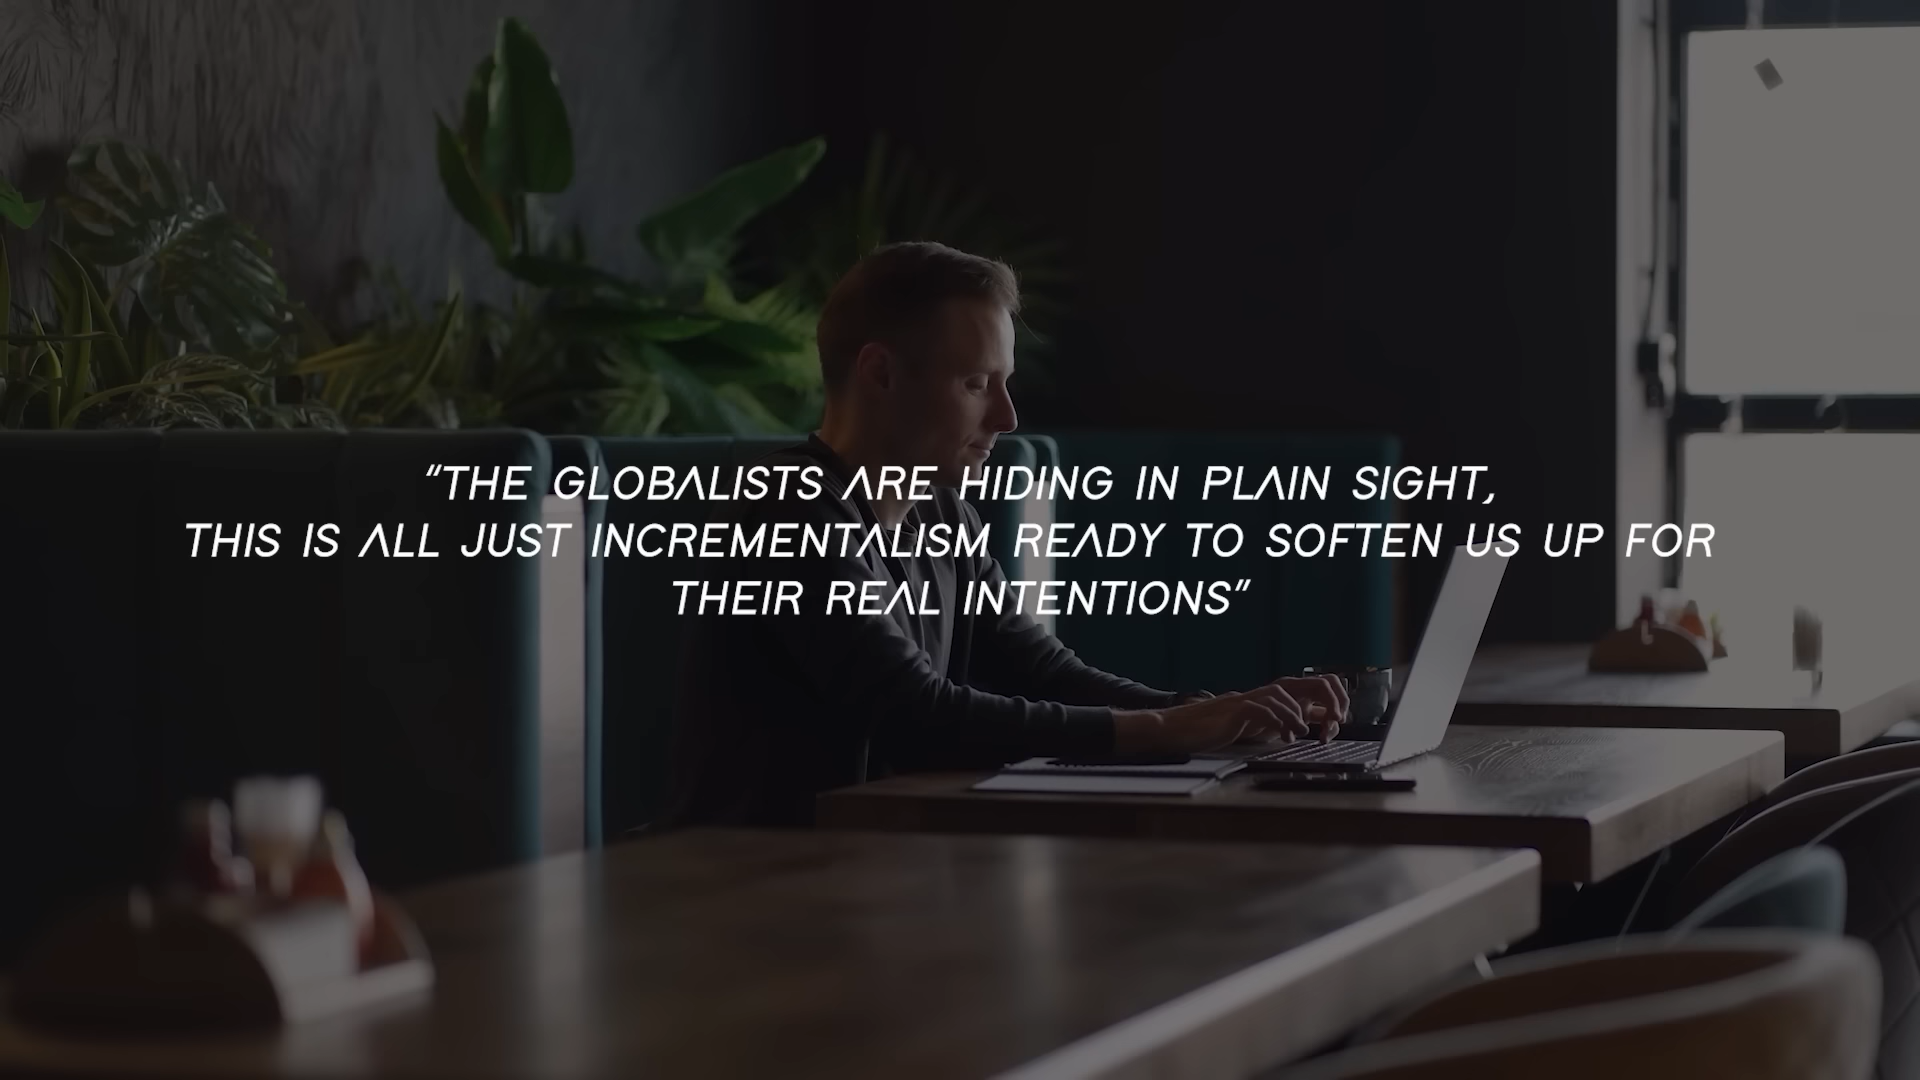 “THE GLOBALISTS ARE HIDING IN PLAIN SIGHT,
THIS IS ALL JUST INCREMENTALISM READY TO SOFTEN US UP FOR
THEIR REAL INTENTIONS”